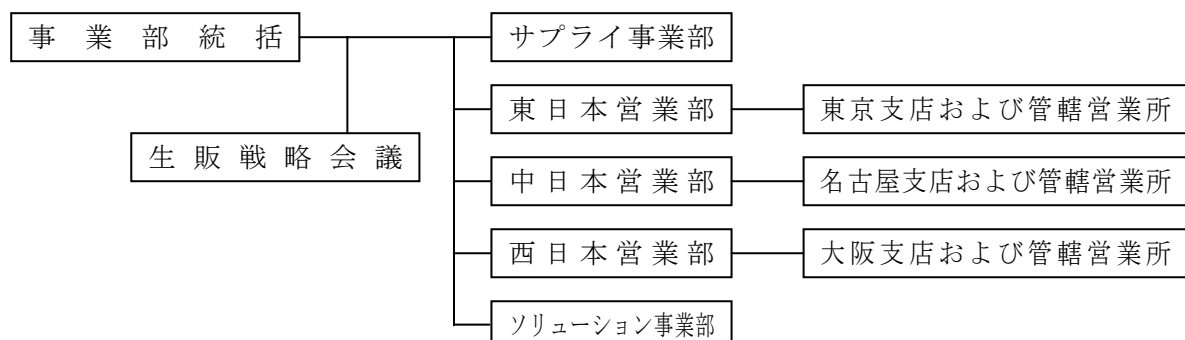 事業部統括
サプライ事業部
東日本営業部
東京支店および管轄営業所
生販戦略会議
中日本営業部
名古屋支店および管轄営業所
西日本営業部
大阪支店および管轄営業所
ソリューション事業部